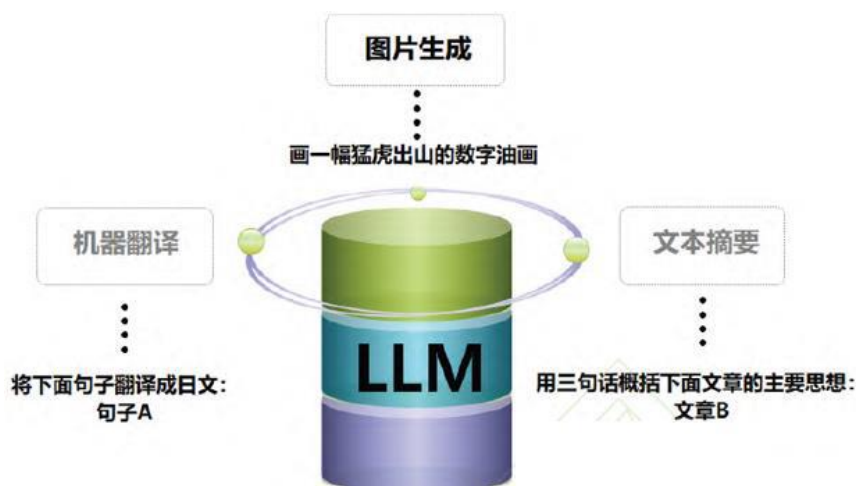 图片生成
画一幅猛虎出山的数字油画
机器翻译
文本摘要
LLM
将下面句子翻译成日文：
句子A
用三句话概括下面文章的主要思想：
文章B